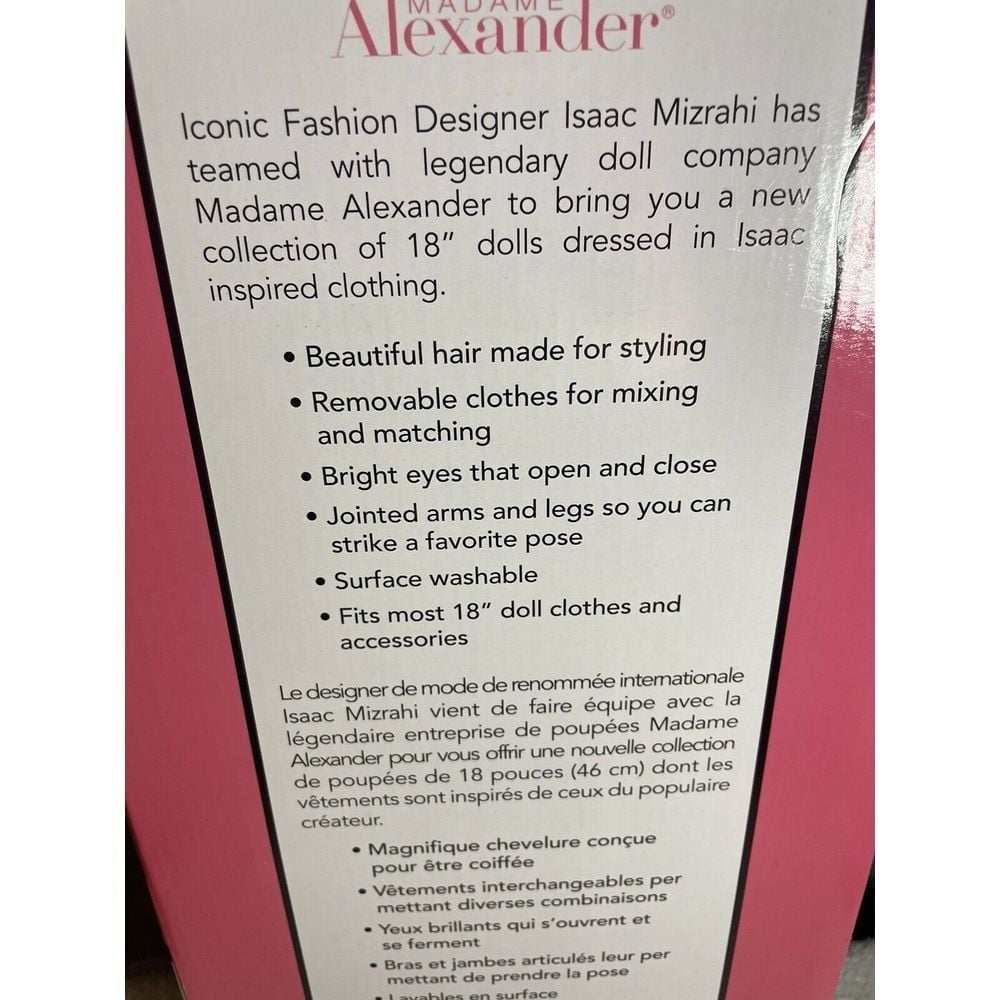 MADAME
Alexander®
Iconic Fashion Designer Isaac Mizrahi has
teamed with legendary doll company
Madame Alexander to bring you a new
collection of 18" dolls dressed in Isaac
inspired clothing.
• Beautiful hair made for styling
• Removable clothes for mixing
and matching
• Bright eyes that open and close
• Jointed arms and legs so you can
strike a favorite pose
• Surface washable
• Fits most 18" doll clothes and
accessories
Le designer de mode de renommée internationale
Isaac Mizrahi vient de faire équipe avec la
légendaire entreprise de poupées Madame
Alexander pour vous offrir une nouvelle collection
de poupées de 18 pouces (46 cm) dont les
vêtements sont inspirés de ceux du populaire
créateur.
• Magnifique chevelure conçue
pour être coiffée
• Vêtements interchangeables per
mettant diverses combinaisons
• Yeux brillants qui s'ouvrent et
se ferment
• Bras et jambes articulés leur per
mettant de prendre la pose
• Lavables en surface